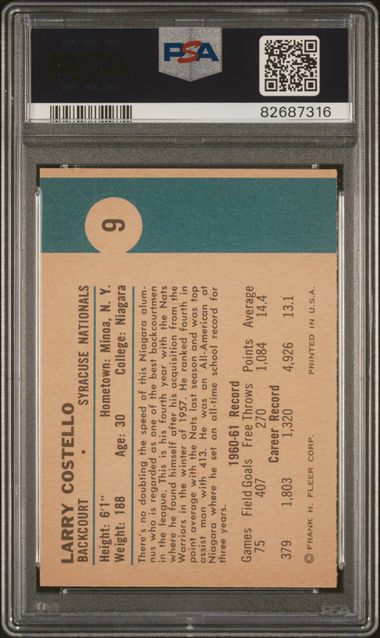 PSA
82687316
9
LARRY COSTELLO
BACKCOURT • SYRACUSE NATIONALS
Height: 6'1" Hometown: Minoa, N. Y.
Weight: 188 Age: 30 College: Niagara
There's no doubting the speed of this Niagara alum-
nus who is regarded as one of the best backcourtmen
in the league. This is his fourth year with the Nats
where he found himself after his acquisition from the
Warriors in the winter of 1957. He ranked fourth in
point average with the Nats last season and was top
assist man with 413. He was an All-American at
Niagara where he set an all-time school record for
three years.
1960-61 Record
Games Field Goals Free Throws Points Average
75 407 270 1,084 14.4
Career Record
379 1,803 1,320 4,926 13.1
© FRANK H. FLEER CORP. PRINTED IN U.S.A.